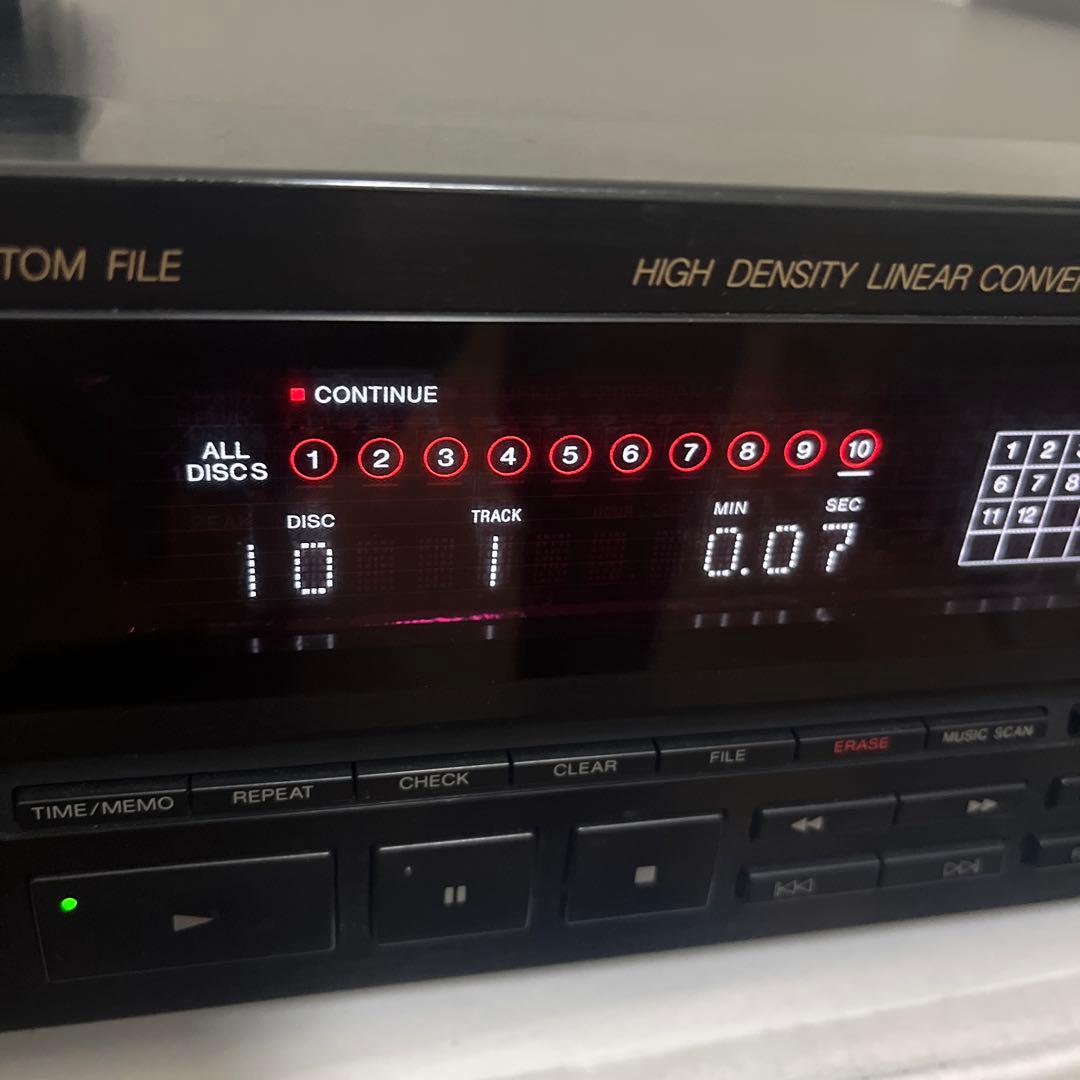 TOM FILE
HIGH DENSITY LINEAR CONVER
CONTINUE
ALL DISCS 1 2 3 4 5 6 7 8 9 10
DISC TRACK MIN SEC
10 1 0.07
1 2 3
6 7 8
11 12
TIME/MEMO REPEAT CHECK CLEAR FILE ERASE MUSIC SCAN